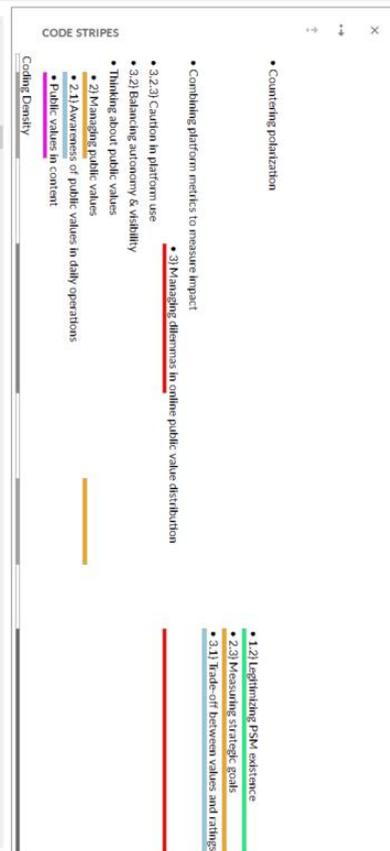 CODE STRIPES
Coding Density
• Public values in content
• 2.1) Awareness of public values in daily operations
• 2) Managing public values
• Thinking about public values
• 3.2) Balancing autonomy & visibility
• 3.2.3) Caution in platform use
• 3) Managing dilemmas in online public value distribution
• Combining platform metrics to measure impact
• 3.1) Trade-off between values and ratings
• 2.3) Measuring strategic goals
• 1.2) Legitimizing PSM existence
• Countering polarization